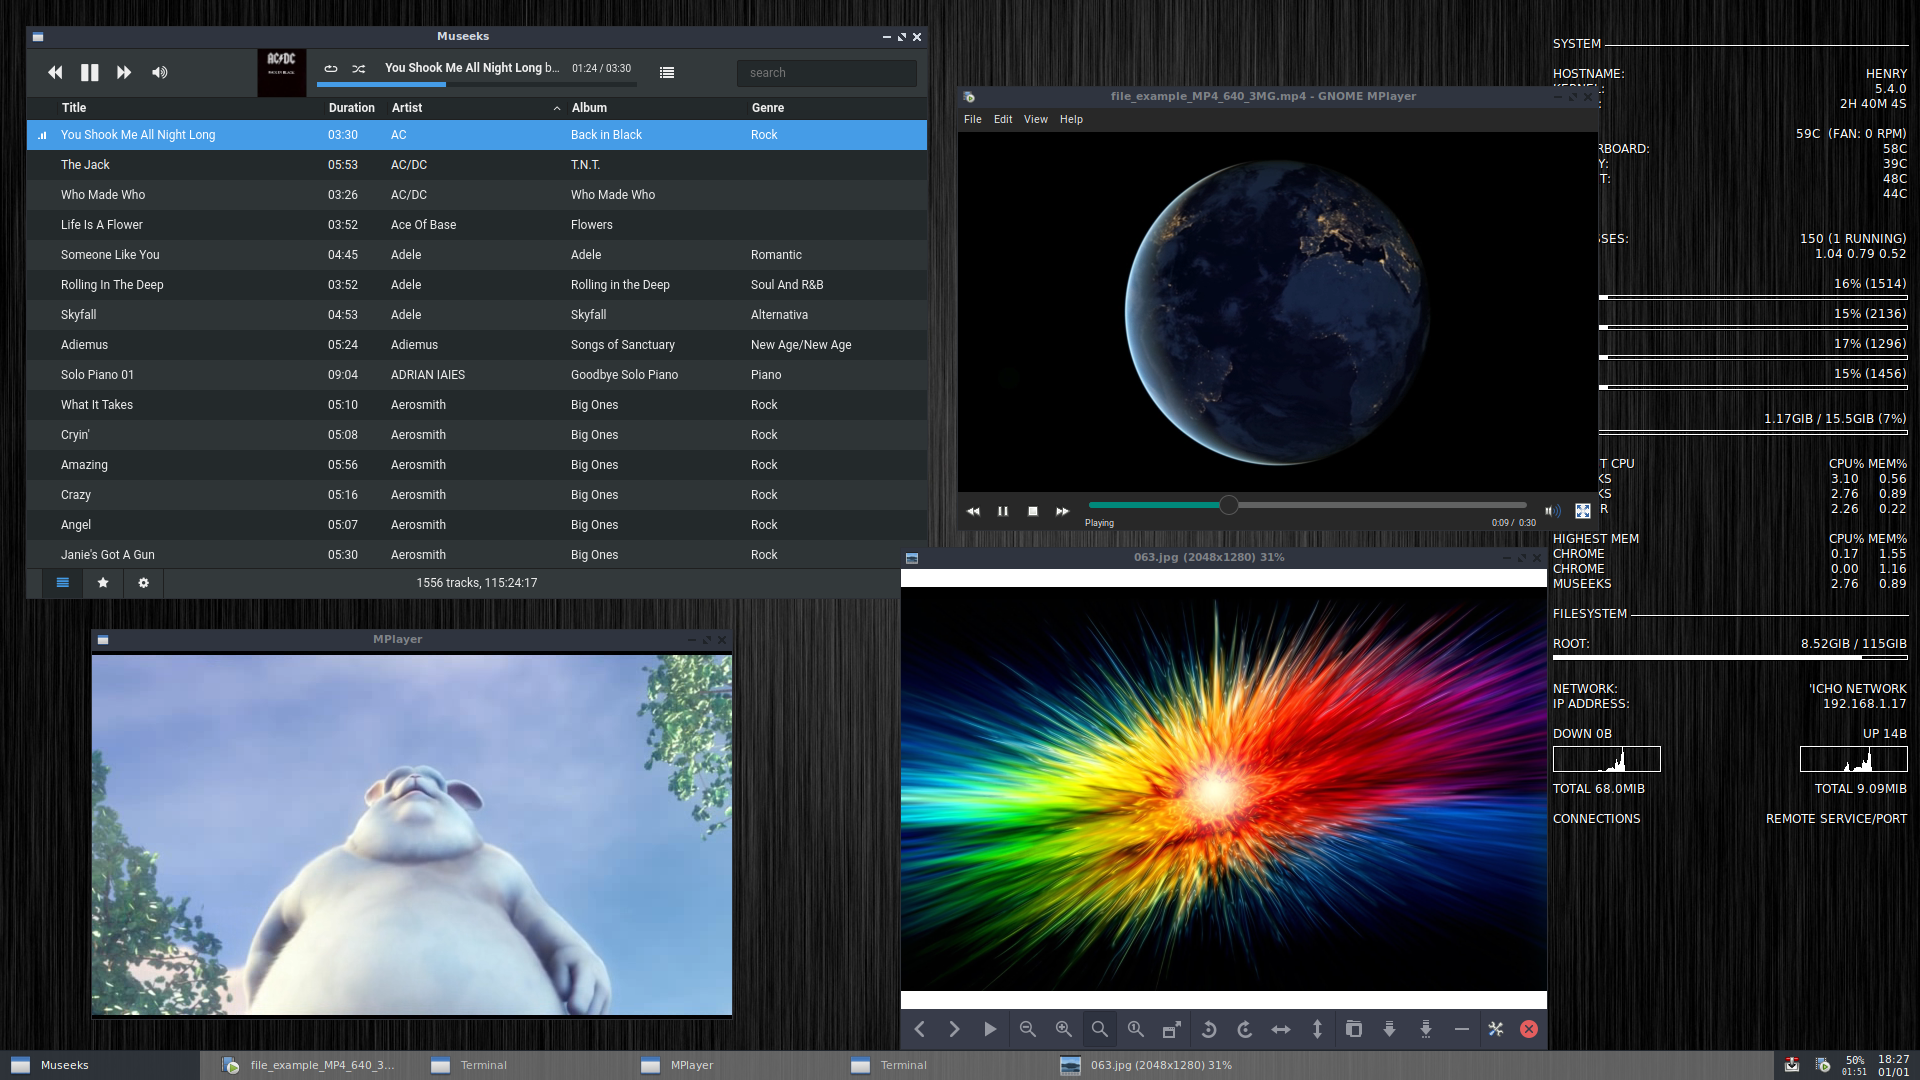 Museeks
AC/DC
BACK IN BLACK
You Shook Me All Night Long b...
01:24 / 03:30
search
Title Duration Artist Album Genre
You Shook Me All Night Long 03:30 AC Back in Black Rock
The Jack 05:53 AC/DC T.N.T.
Who Made Who 03:26 AC/DC Who Made Who
Life Is A Flower 03:52 Ace Of Base Flowers
Someone Like You 04:45 Adele Adele Romantic
Rolling In The Deep 03:52 Adele Rolling in the Deep Soul And R&B
Skyfall 04:53 Adele Skyfall Alternativa
Adiemus 05:24 Adiemus Songs of Sanctuary New Age/New Age
Solo Piano 01 09:04 ADRIAN IAIES Goodbye Solo Piano Piano
What It Takes 05:10 Aerosmith Big Ones Rock
Cryin' 05:08 Aerosmith Big Ones Rock
Amazing 05:56 Aerosmith Big Ones Rock
Crazy 05:16 Aerosmith Big Ones Rock
Angel 05:07 Aerosmith Big Ones Rock
Janie's Got A Gun 05:30 Aerosmith Big Ones Rock
1556 tracks, 115:24:17
file_example_MP4_640_3MG.mp4 - GNOME MPlayer
File Edit View Help
Playing 0:09 / 0:30
MPlayer
063.jpg (2048x1280) 31%
SYSTEM
HOSTNAME: HENRY
5.4.0
2H 40M 4S
59C (FAN: 0 RPM)
RBOARD: 58C
Y: 39C
T: 48C
44C
SSES: 150 (1 RUNNING)
1.04 0.79 0.52
16% (1514)
15% (2136)
17% (1296)
15% (1456)
1.17GIB / 15.5GIB (7%)
T CPU CPU% MEM%
KS 3.10 0.56
KS 2.76 0.89
R 2.26 0.22
HIGHEST MEM CPU% MEM%
CHROME 0.17 1.55
CHROME 0.00 1.16
MUSEEKS 2.76 0.89
FILESYSTEM
ROOT: 8.52GIB / 115GIB
NETWORK: 'ICHO NETWORK
IP ADDRESS: 192.168.1.17
DOWN 0B UP 14B
TOTAL 68.0MIB TOTAL 9.09MIB
CONNECTIONS REMOTE SERVICE/PORT
Museeks
file_example_MP4_640_3...
Terminal
MPlayer
Terminal
063.jpg (2048x1280) 31%
50%
01:51
18:27
01/01